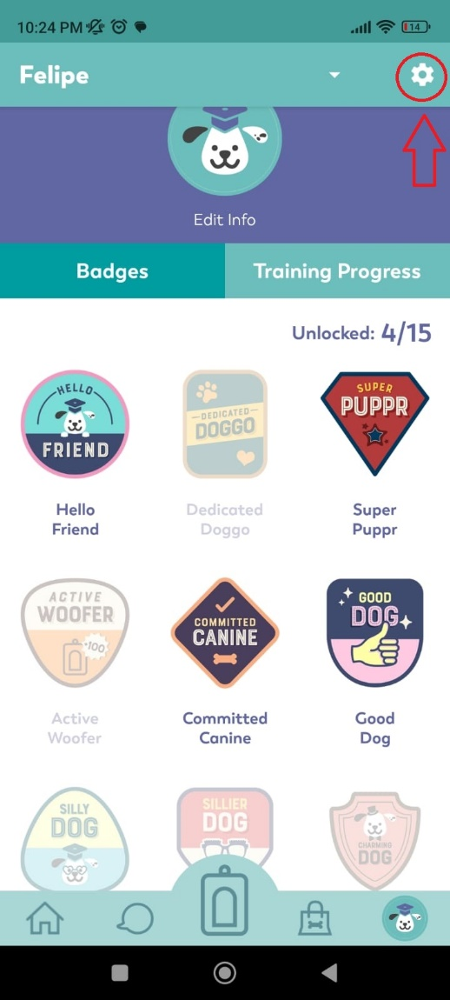 10:24 PM
14
Felipe
Edit Info
Badges
Training Progress
Unlocked: 4/15
HELLO
FRIEND
DEDICATED
DOGGO
SUPER
PUPPR
Hello
Friend
Dedicated
Doggo
Super
Puppr
ACTIVE
WOOFER
100
COMMITTED
CANINE
GOOD
DOG
Active
Woofer
Committed
Canine
Good
Dog
SILLY
DOG
SILLIER
DOG
CHARMING
DOG